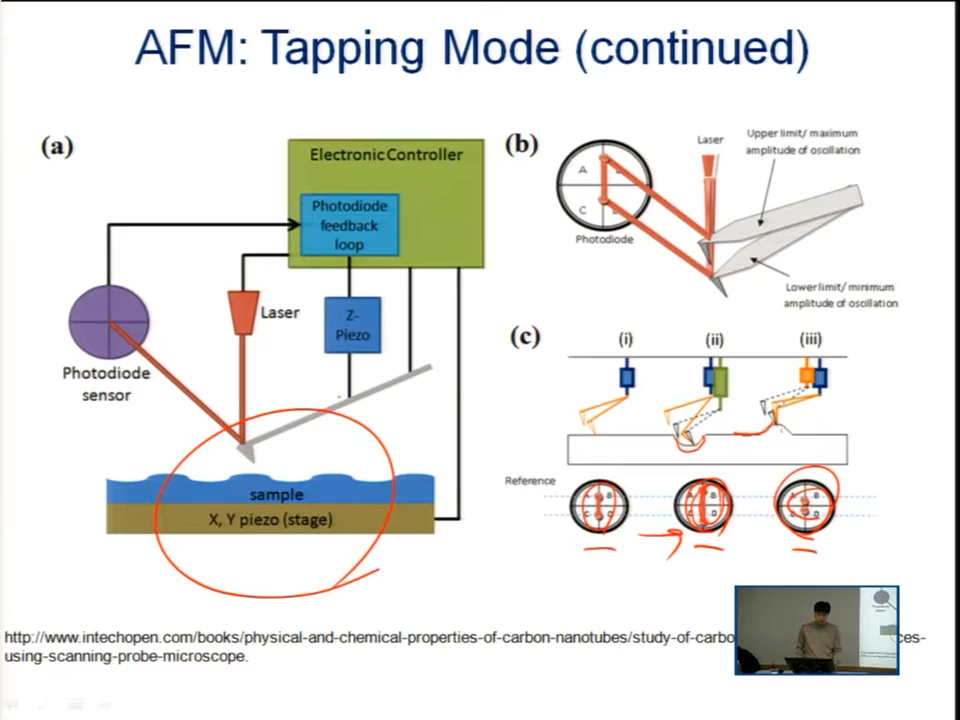 AFM: Tapping Mode (continued)
(a)
Electronic Controller
Photodiode
feedback
loop
Laser
Z-
Piezo
Photodiode
sensor
sample
X, Y piezo (stage)
(b)
Laser
Upper limit/ maximum
amplitude of oscillation
A
C
Photodiode
Lower limit/ minimum
amplitude of oscillation
(c)
(i)
(ii)
(iii)
Reference
B
B
D
B
D
http://www.intechopen.com/books/physical-and-chemical-properties-of-carbon-nanotubes/study-of-carbo
ces-
using-scanning-probe-microscope.